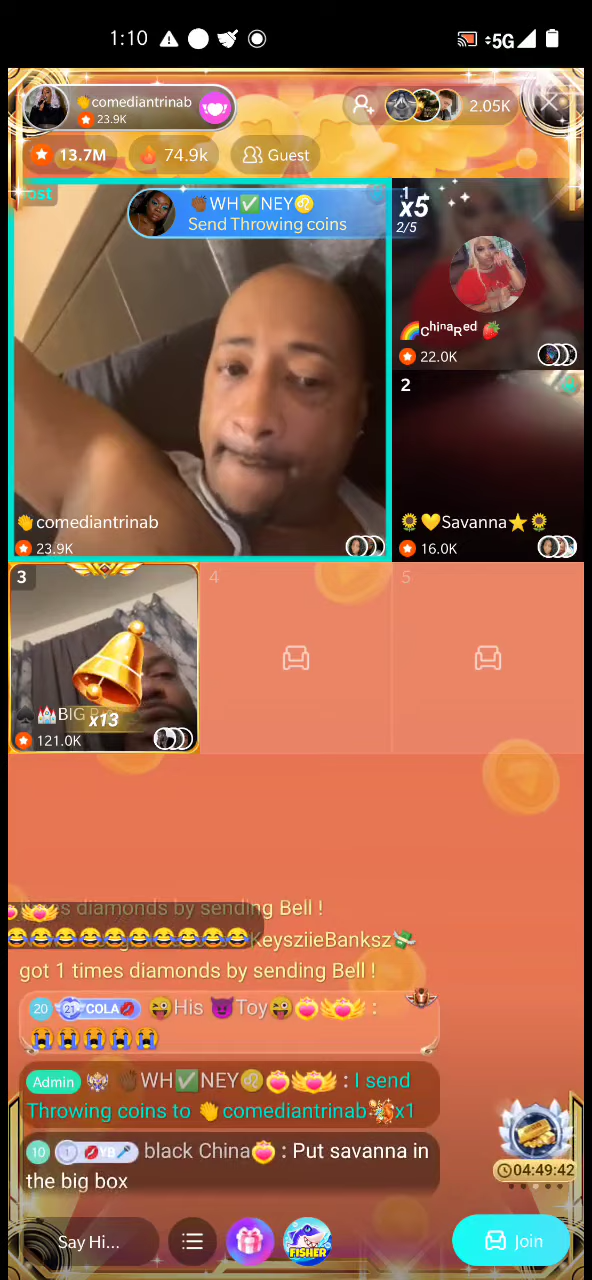 1:10
5G
👏comediantrinab
23.9K
2.05K
13.7M
74.9k
Guest
👋🏾WH✅NEY♌
Send Throwing coins
1
x5
2/5
🌈cʰⁱⁿᵃʀᵉᵈ 🍓
22.0K
👏comediantrinab
23.9K
2
🌻💛Savanna⭐🌻
16.0K
3
4
5
♠️🏰BIG
x13
121.0K
times diamonds by sending Bell !
😂😂😂😂😂😂😂😂😂😂KeysziieBanksz💸
got 1 times diamonds by sending Bell !
20 21 COLA💋 😜His 😈Toy😜 :
😭😭😭😭😭
Admin 👋🏾WH✅NEY♌ : I send
Throwing coins to 👏comediantrinab x1
10 1 💋YB🎤 black China : Put savanna in
the big box
04:49:42
Say Hi...
FISHER
Join